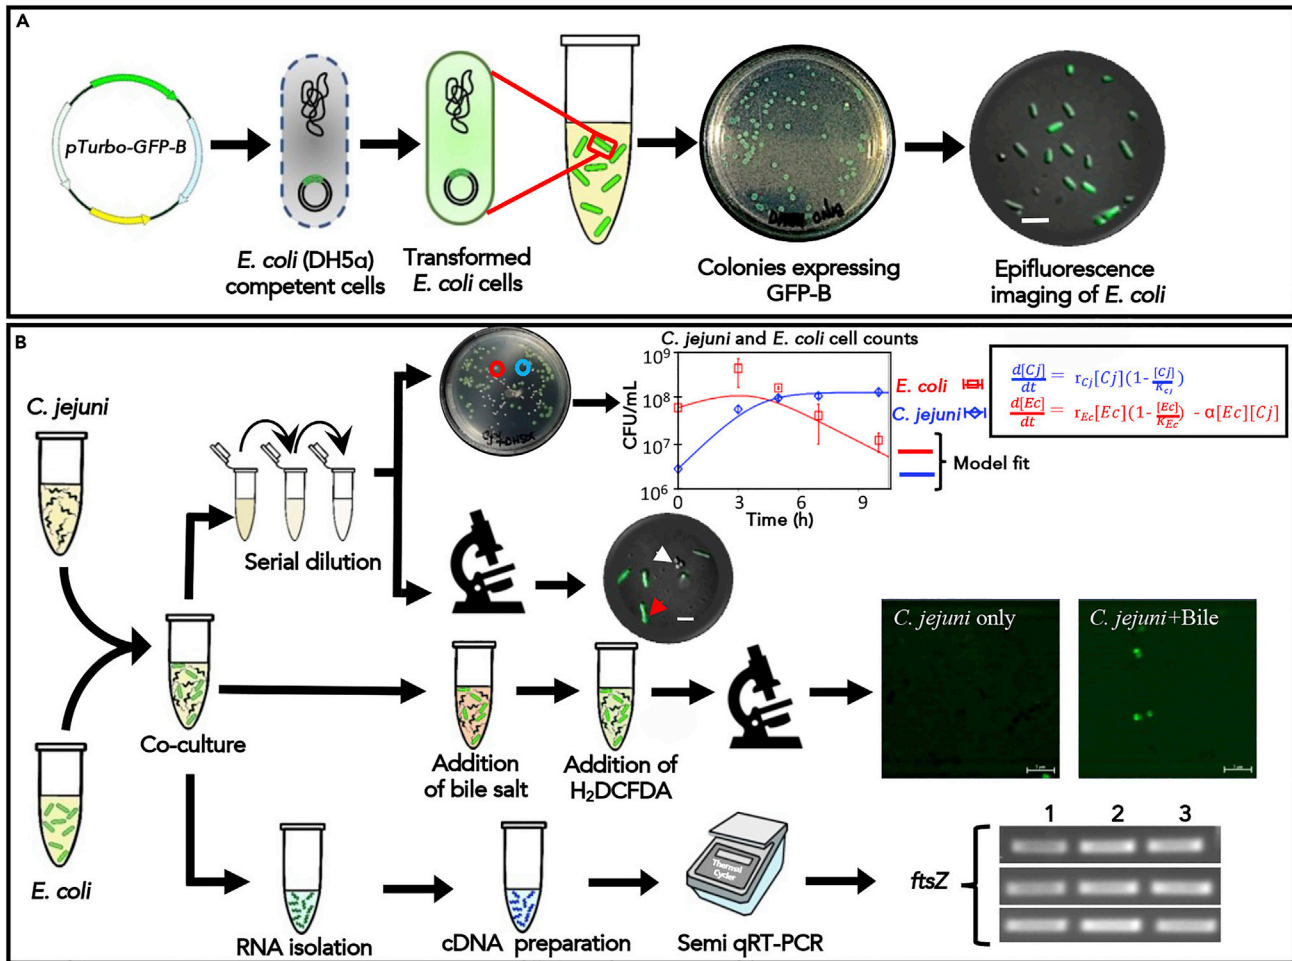 A
pTurbo-GFP-B
E. coli (DH5α)
competent cells
Transformed
E. coli cells
Colonies expressing
GFP-B
Epifluorescence
imaging of E. coli
B
C. jejuni
E. coli
Co-culture
Serial dilution
C. jejuni and E. coli cell counts
CFU/mL
10⁹
10⁸
10⁷
10⁶
0
3
6
9
Time (h)
E. coli
C. jejuni
Model fit
d[Cj]/dt = r_Cj[Cj](1-[Cj]/K_cj)
d[Ec]/dt = r_Ec[Ec](1-[Ec]/K_Ec) - α[Ec][Cj]
Addition
of bile salt
Addition of
H₂DCFDA
C. jejuni only
C. jejuni+Bile
RNA isolation
cDNA preparation
Thermal
Cycler
Semi qRT-PCR
ftsZ
1 2 3